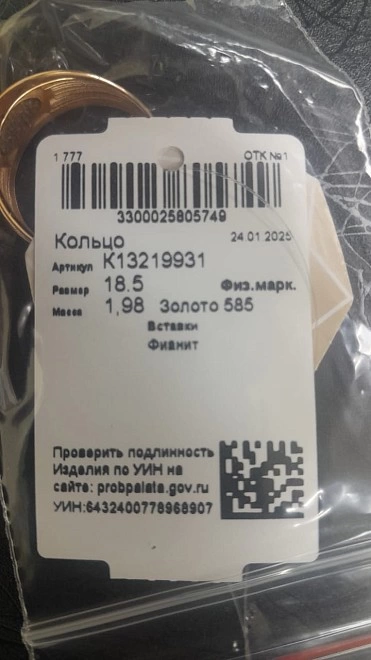 1 777 ОТК №1
3300025805749
Кольцо 24 01 2025
Артикул К13219931
Размер 18.5 Физ.марк.
Масса 1,98 Золото 585
Вставки
Фианит
Проверить подлинность
Изделия по УИН на
сайте: probpalata.gov.ru
УИН:6432400778968907